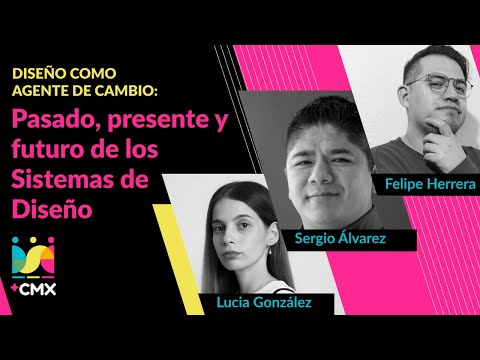 DISEÑO COMO
AGENTE DE CAMBIO:
Pasado, presente y
futuro de los
Sistemas de
Diseño
Felipe Herrera
Sergio Álvarez
Lucia González
+CMX